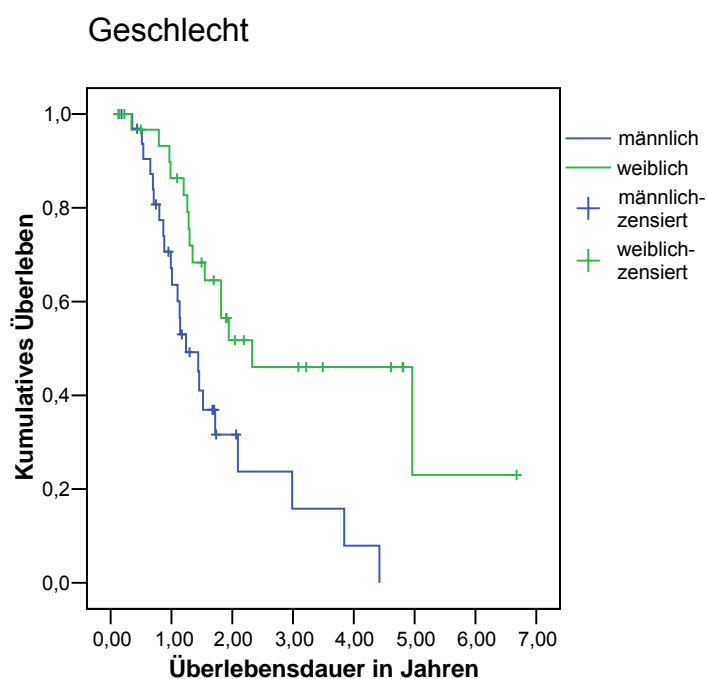 Geschlecht
1,0
0,8
0,6
0,4
0,2
0,0
Kumulatives Überleben
0,00 1,00 2,00 3,00 4,00 5,00 6,00 7,00
Überlebensdauer in Jahren
männlich
weiblich
männlich-
zensiert
weiblich-
zensiert